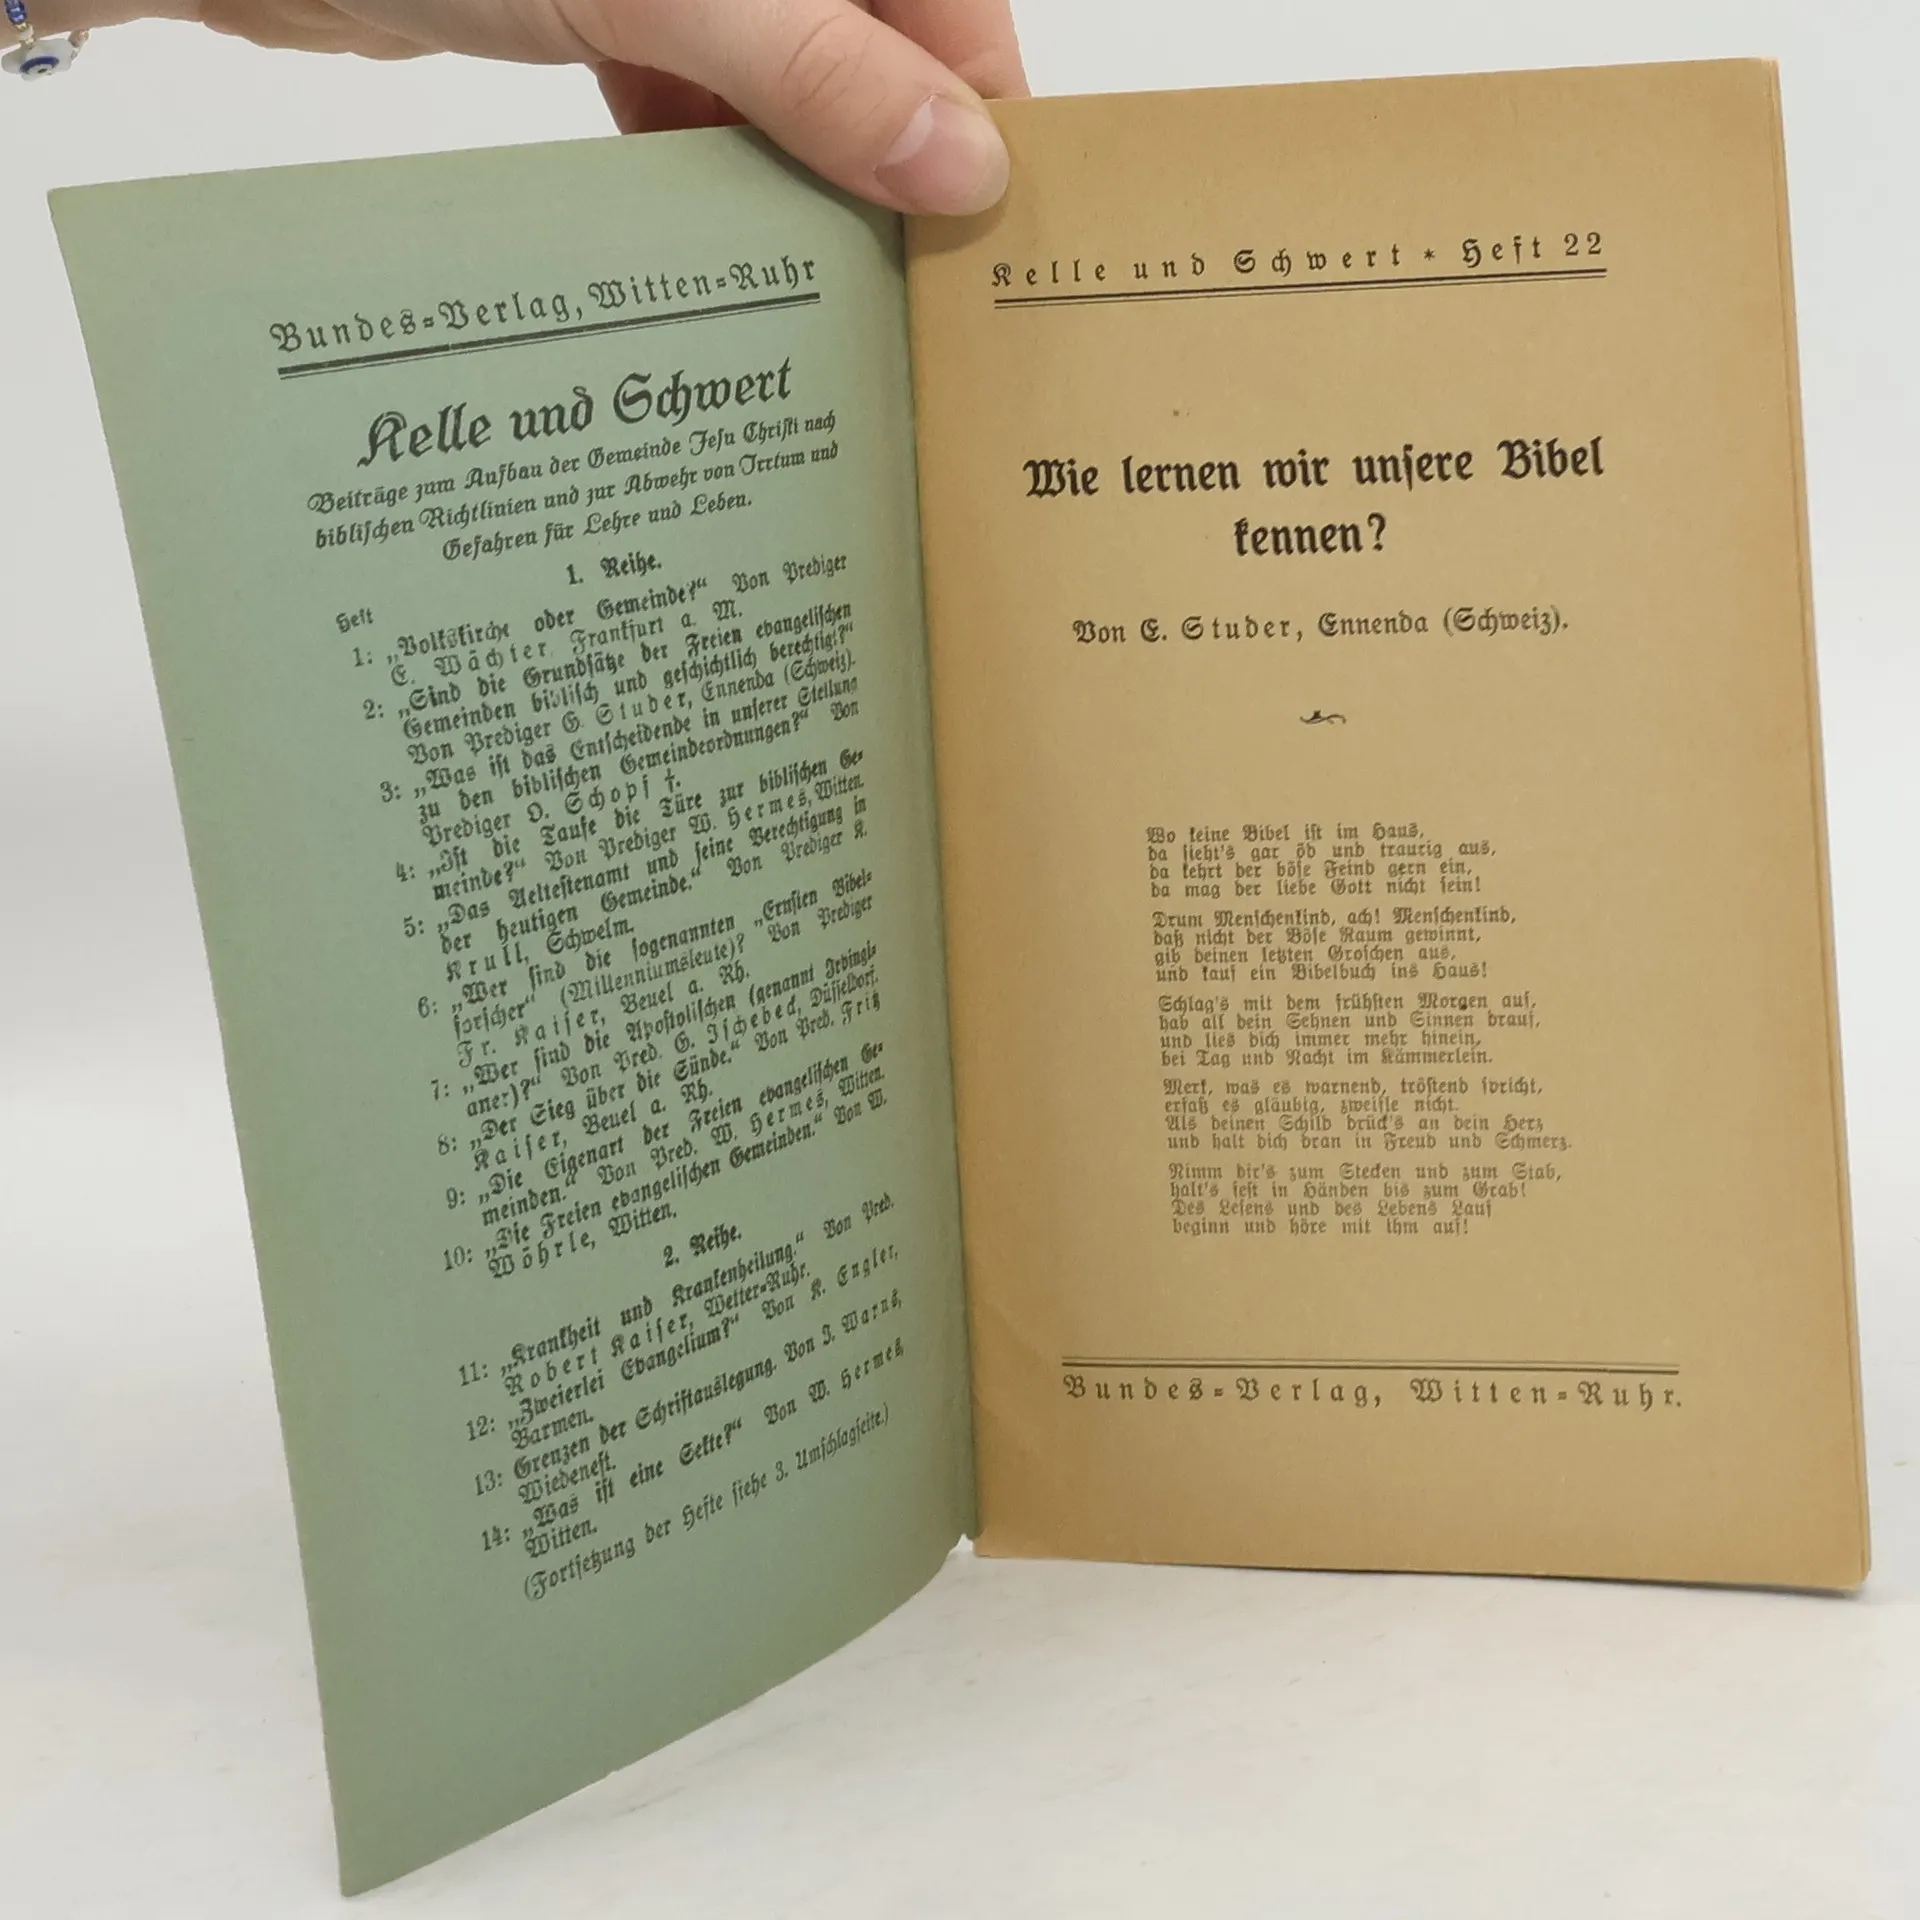 Bundes-Verlag, Witten-Ruhr
Kelle und Schwert
Beiträge zum Aufbau der Gemeinde Jesu Christi nach
biblischen Richtlinien und zur Abwehr von Irrtum und
Gefahren für Lehre und Leben.
1. Reihe.
Heft
1: „Volkskirche oder Gemeinde?“ Von Prediger
E. Wächter, Frankfurt a. M.
2: „Sind die Grundsätze der Freien evangelischen
Gemeinden biblisch und geschichtlich berechtigt?“
Von Prediger G. Studer, Ennenda (Schweiz).
3: „Was ist das Entscheidende in unserer Stellung
zu den biblischen Gemeindeordnungen?“ Von
Prediger O. Schopf †.
4: „Ist die Taufe die Türe zur biblischen Ge-
meinde?“ Von Prediger W. Hermes, Witten.
5: „Das Aeltestenamt und seine Berechtigung in
der heutigen Gemeinde.“ Von Prediger K.
Krull, Schwelm.
6: „Wer sind die sogenannten „Ernsten Bibel-
forscher“ (Millenniumsleute)? Von Prediger
Fr. Kaiser, Beuel a. Rh.
7: „Wer sind die Apostolischen (genannt Irvingi-
aner)?“ Von Pred. G. Ischebeck, Düsseldorf.
8: „Der Sieg über die Sünde.“ Von Pred. Fritz
Kaiser, Beuel a. Rh.
9: „Die Eigenart der Freien evangelischen Ge-
meinden.“ Von Pred. W. Hermes, Witten.
10: „Die Freien evangelischen Gemeinden.“ Von W.
Wöhrle, Witten.
2. Reihe.
11: „Krankheit und Krankenheilung.“ Von Pred.
Robert Kaiser, Wetter-Ruhr.
12: „Zweierlei Evangelium?“ Von K. Engler,
Barmen.
13: Grenzen der Schriftauslegung. Von J. Warns,
Wiedenest.
14: „Was ist eine Sekte?“ Von W. Hermes,
Witten.
(Fortsetzung der Hefte siehe 3. Umschlagseite.)
Kelle und Schwert * Heft 22
Wie lernen wir unsere Bibel
kennen?
Von E. Studer, Ennenda (Schweiz).
Wo keine Bibel ist im Haus,
da sieht's gar öb und traurig aus,
da kehrt der böse Feind gern ein,
da mag der liebe Gott nicht sein!
Drum Menschenkind, ach! Menschenkind,
daß nicht der Böse Raum gewinnt,
gib deinen letzten Groschen aus,
und kauf ein Bibelbuch ins Haus!
Schlag's mit dem frühsten Morgen auf,
hab all dein Sehnen und Sinnen drauf,
und lies dich immer mehr hinein,
bei Tag und Nacht im Kämmerlein.
Merk, was es warnend, tröstend spricht,
erfaß es gläubig, zweifle nicht.
Als deinen Schild drück's an dein Herz
und halt dich dran in Freud und Schmerz.
Nimm dir's zum Stecken und zum Stab,
halt's fest in Händen bis zum Grab!
Des Lesens und des Lebens Lauf
beginn und höre mit ihm auf!
Bundes-Verlag, Witten-Ruhr.